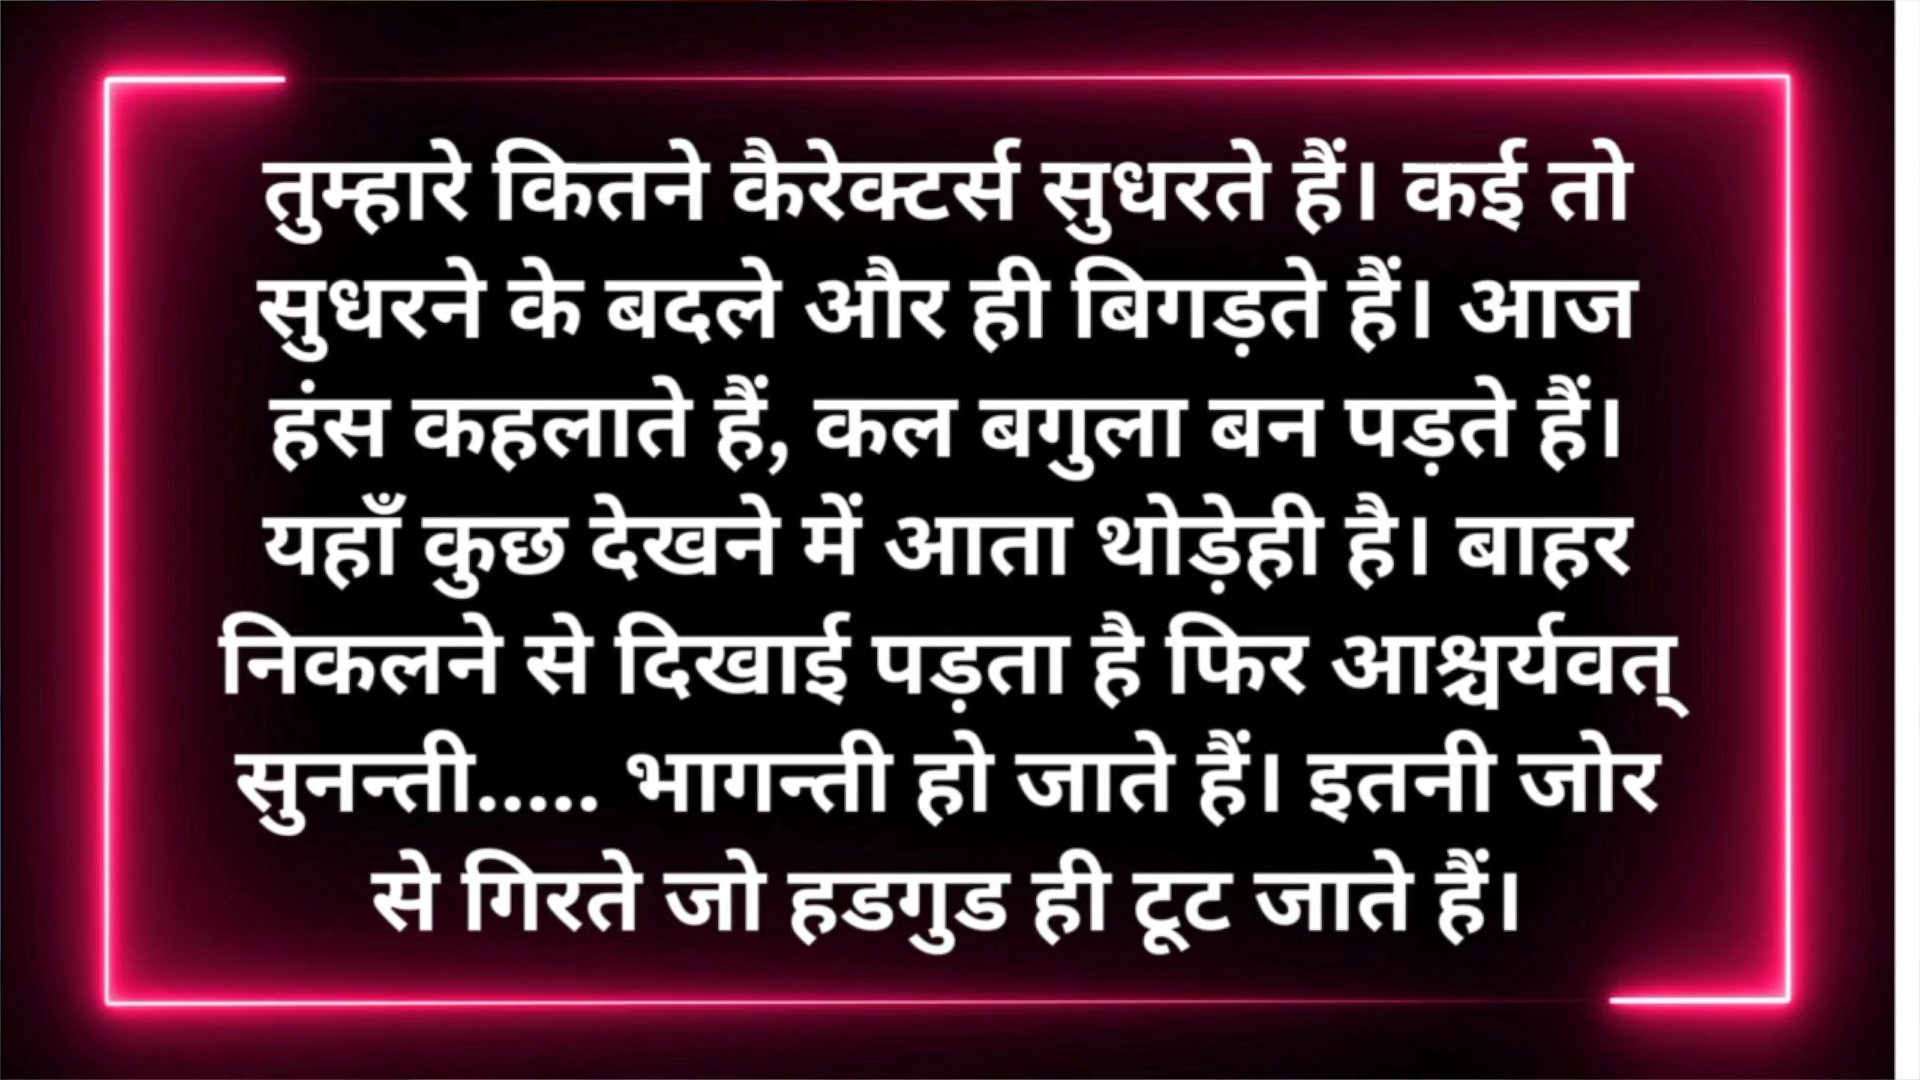 तुम्हारे कितने कैरेक्टर्स सुधरते हैं। कई तो
सुधरने के बदले और ही बिगड़ते हैं। आज
हंस कहलाते हैं, कल बगुला बन पड़ते हैं।
यहाँ कुछ देखने में आता थोड़ेही है। बाहर
निकलने से दिखाई पड़ता है फिर आश्चर्यवत्
सुनन्ती..... भागन्ती हो जाते हैं। इतनी जोर
से गिरते जो हडगुड ही टूट जाते हैं।